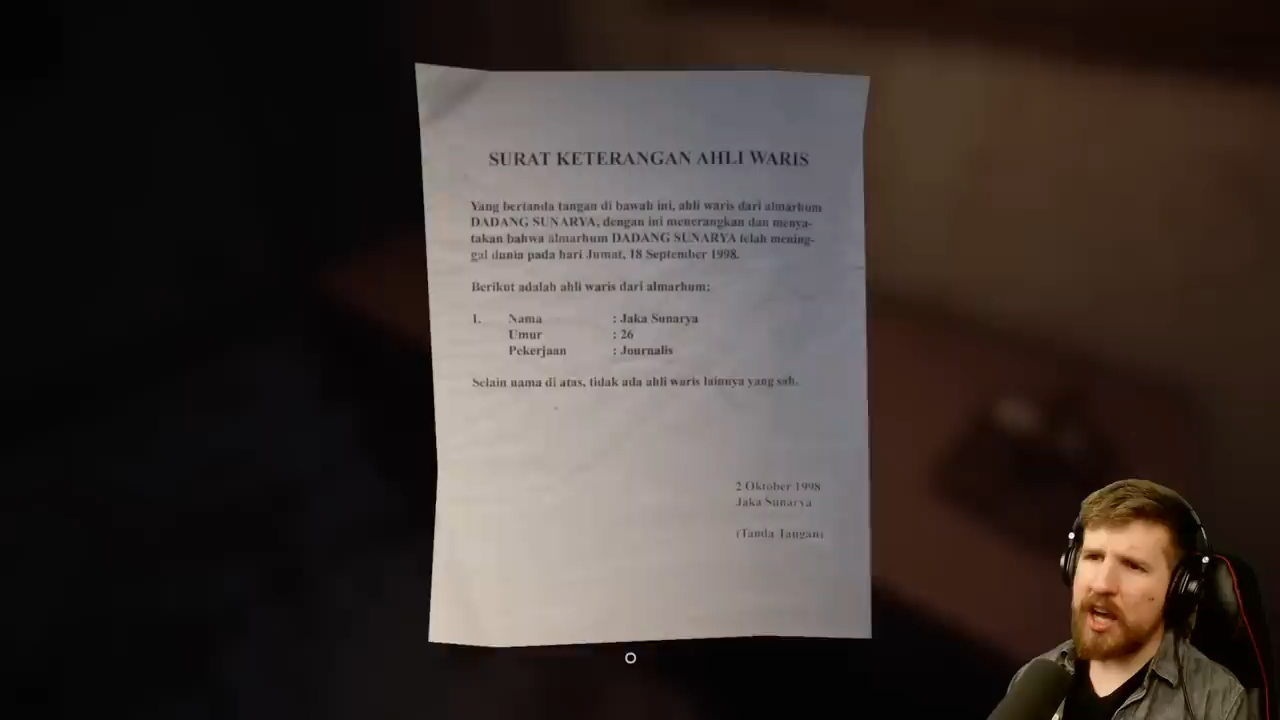 SURAT KETERANGAN AHLI WARIS
Yang bertanda tangan di bawah ini, ahli waris dari almarhum
DADANG SUNARYA, dengan ini menerangkan dan menya-
takan bahwa almarhum DADANG SUNARYA telah mening-
gal dunia pada hari Jumat, 18 September 1998.
Berikut adalah ahli waris dari almarhum:
1. Nama : Jaka Sunarya
Umur : 26
Pekerjaan : Journalis
Selain nama di atas, tidak ada ahli waris lainnya yang sah.
2 Oktober 1998
Jaka Sunarya
(Tanda Tangan)